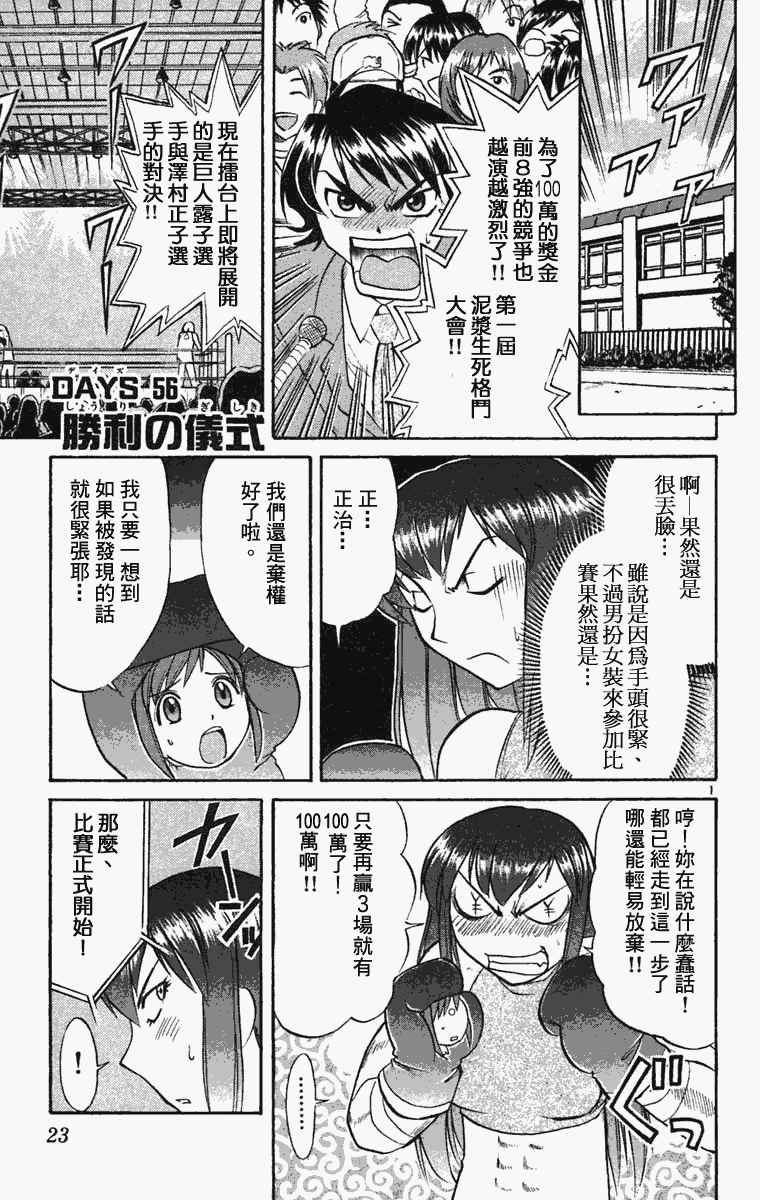 ワァァァ
為了100萬的獎金
前8強的競爭也
越演越激烈了!!
第一屆
泥漿生死格鬥
大會!!
現在擂台上即將展開
的是巨人露子選
手與澤村正子選
手的對決!!
デイズ
DAYS 56
しょうりのぎしき
勝利の儀式
啊—果然還是
很丟臉…
雖說是因為手頭很緊、
不過男扮女裝來參加比
賽果然還是…
正…
正治…
我們還是棄權
好了啦。
我只要一想到
如果被發現的話
就很緊張耶…
1
哼!妳在說什麼蠢話!
都已經走到這一步了
哪還能輕易放棄!!
只要再贏3場就有
100萬了!
100萬啊!!
………
ぐっ
那麼、
比賽正式開始!
!
23